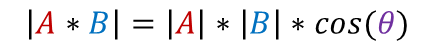 |A * B| = |A| * |B| * cos(θ)